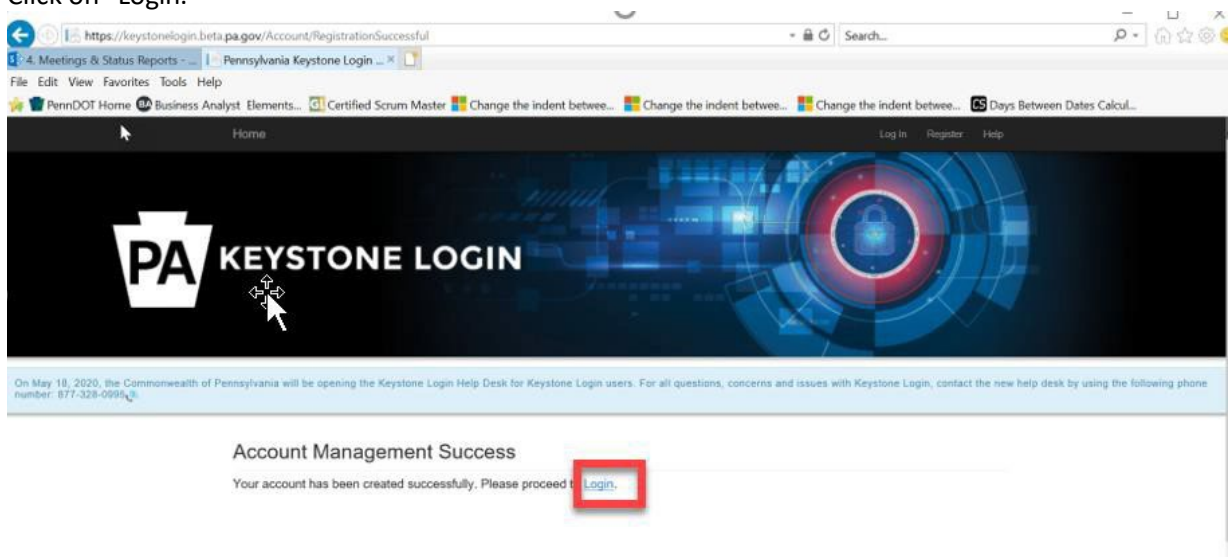 Click on "Login.
https://keystonelogin.beta.pa.gov/Account/RegistrationSuccessful
Search...
4. Meetings & Status Reports - ...
Pennsylvania Keystone Login ...
File Edit View Favorites Tools Help
PennDOT Home Business Analyst Elements... Certified Scrum Master Change the indent betwee... Change the indent betwee... Change the indent betwee... Days Between Dates Calcul...
Home Log In Register Help
PA KEYSTONE LOGIN
On May 18, 2020, the Commonwealth of Pennsylvania will be opening the Keystone Login Help Desk for Keystone Login users. For all questions, concerns and issues with Keystone Login, contact the new help desk by using the following phone
number: 877-328-0995
Account Management Success
Your account has been created successfully. Please proceed t Login.